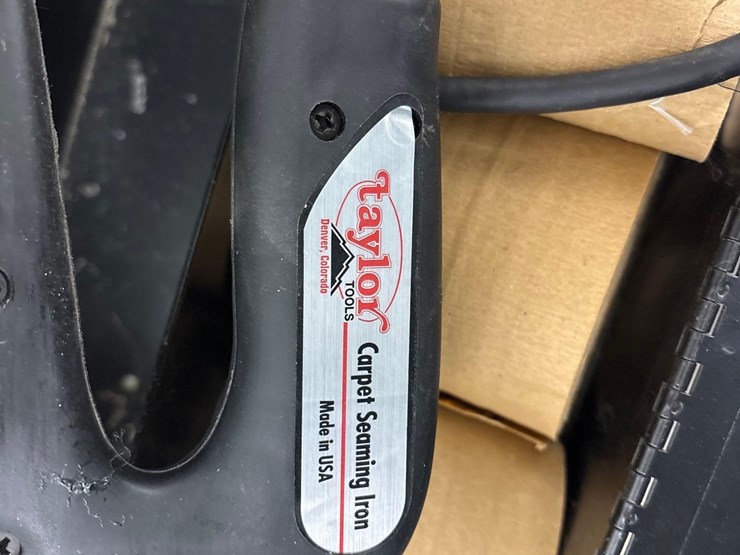 taylor
TOOLS
Denver, Colorado
Carpet Seaming Iron
Made in USA